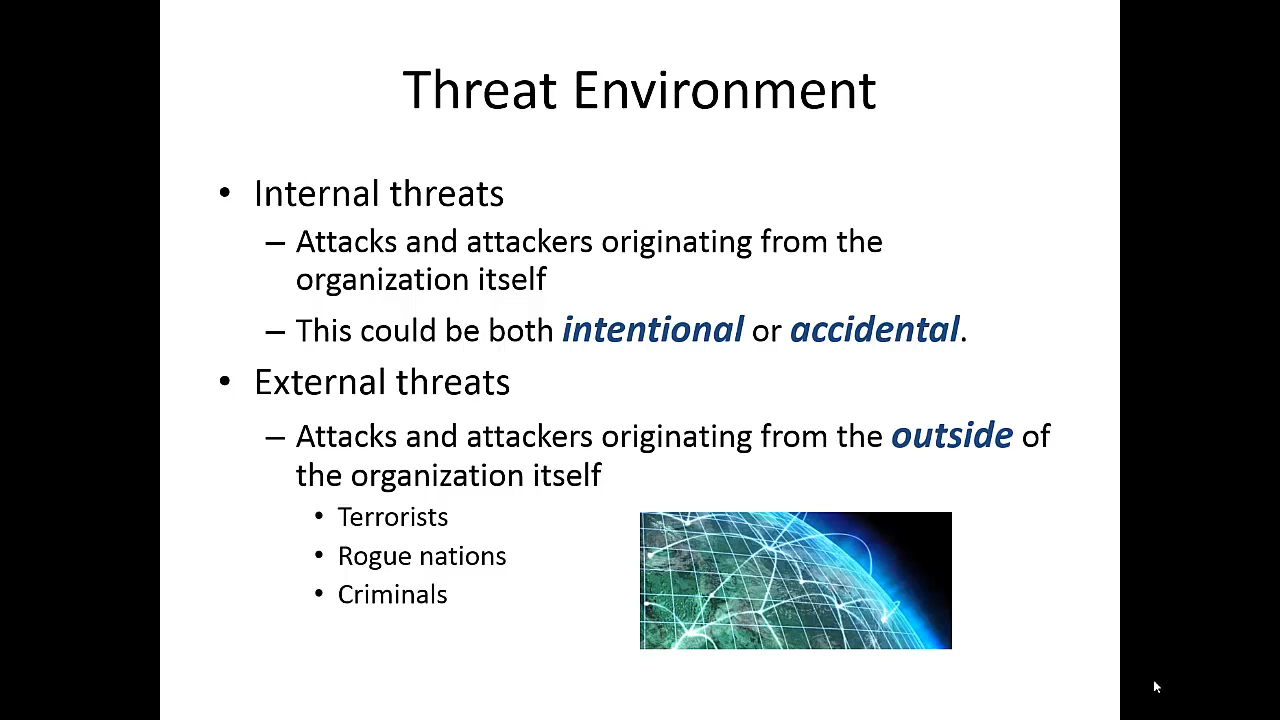 Threat Environment
• Internal threats
– Attacks and attackers originating from the
organization itself
– This could be both intentional or accidental.
• External threats
– Attacks and attackers originating from the outside of
the organization itself
• Terrorists
• Rogue nations
• Criminals